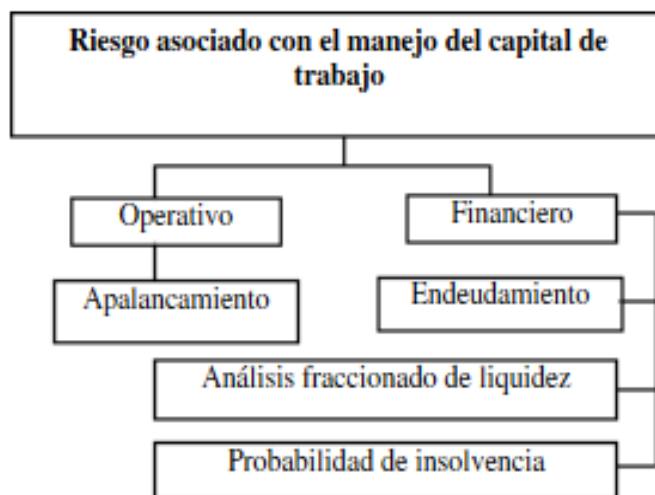 Riesgo asociado con el manejo del capital de
trabajo
Operativo
Financiero
Apalancamiento
Endeudamiento
Análisis fraccionado de liquidez
Probabilidad de insolvencia